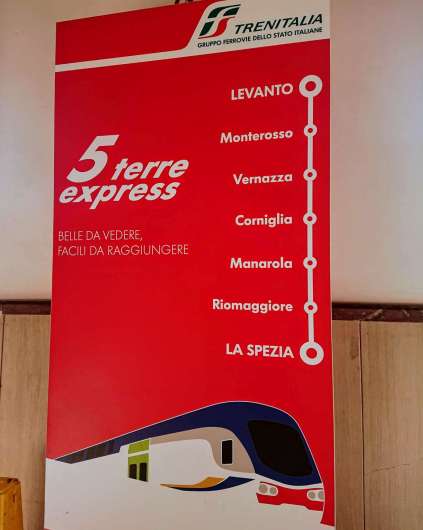 TRENITALIA
GRUPPO FERROVIE DELLO STATO ITALIANE
LEVANTO
Monterosso
5 terre
express
Vernazza
BELLE DA VEDERE,
FACILI DA RAGGIUNGERE
Corniglia
Manarola
Riomaggiore
LA SPEZIA